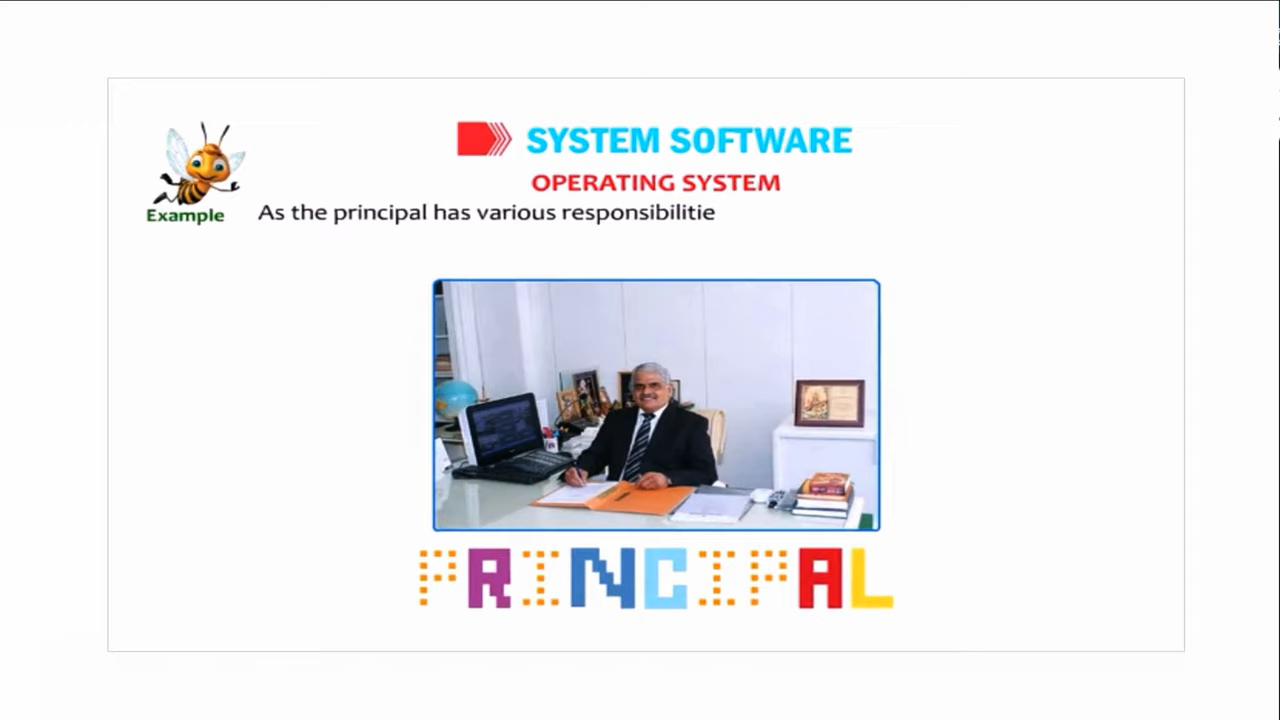 SYSTEM SOFTWARE
OPERATING SYSTEM
Example
As the principal has various responsibilitie
PRINCIPAL